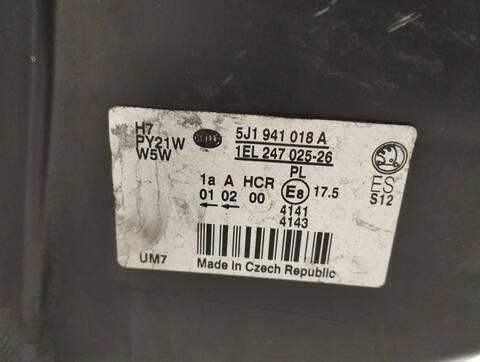 H7
PY21W
W5W
HELLA
5J1 941 018 A
1EL 247 025-26
PL
1a A HCR E8 17.5
01 02 00
4141
4143
ES
S12
UM7
Made in Czech Republic